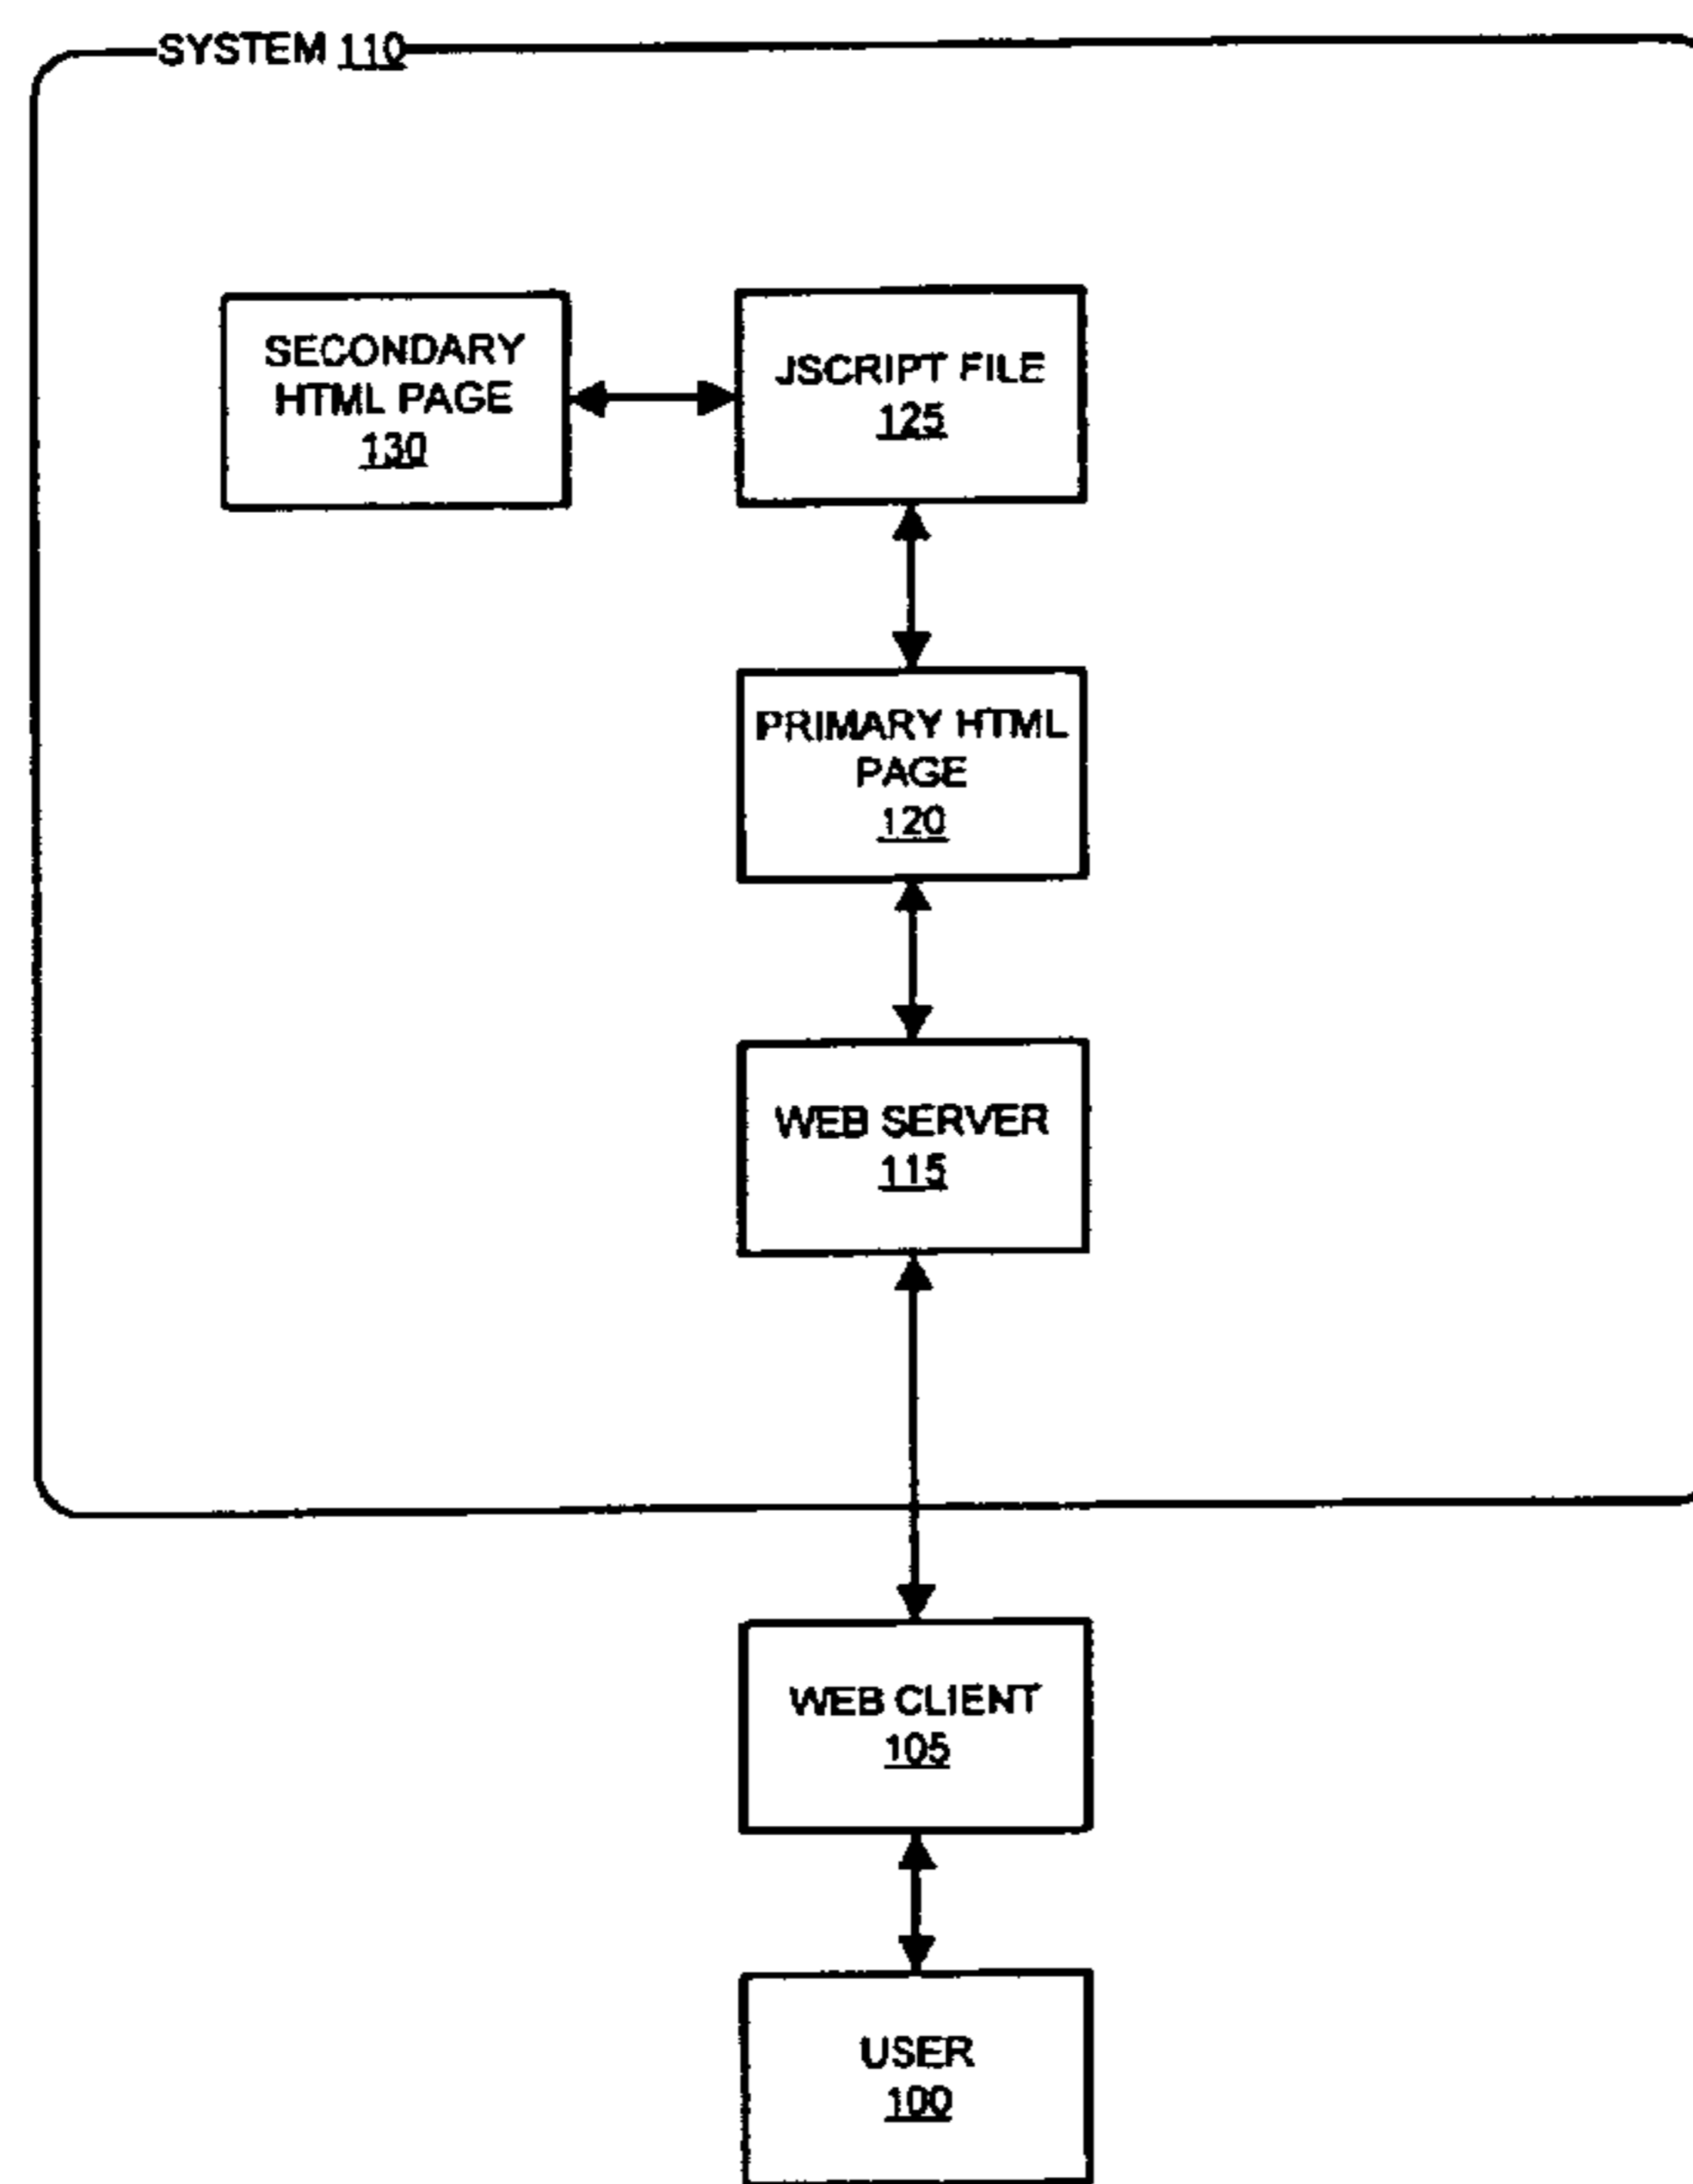 SYSTEM 110
SECONDARY
HTML PAGE
130
JSCRIPT FILE
125
PRIMARY HTML
PAGE
120
WEB SERVER
115
WEB CLIENT
105
USER
100